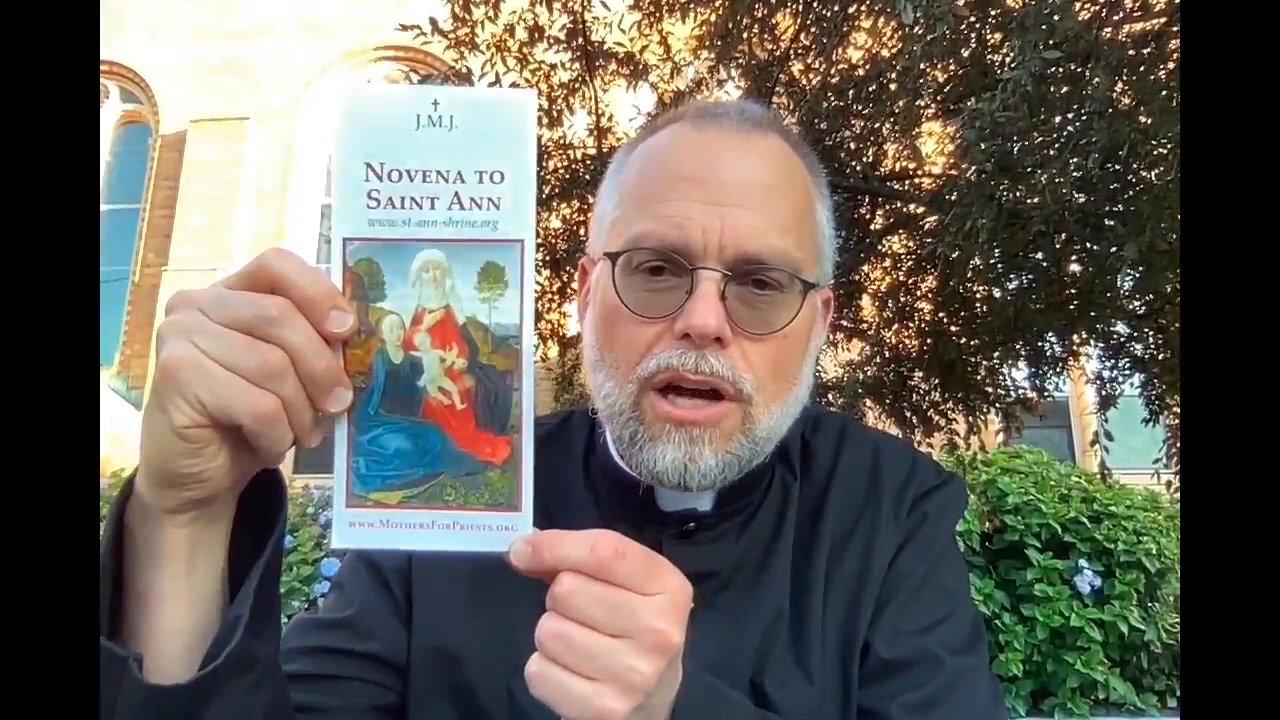 J.M.J.
NOVENA TO
SAINT ANN
www.st-ann-shrine.org
www.MothersForPriests.org